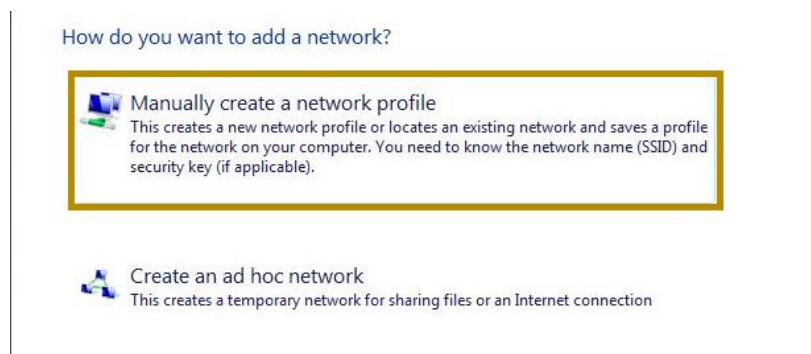 How do you want to add a network?
Manually create a network profile
This creates a new network profile or locates an existing network and saves a profile
for the network on your computer. You need to know the network name (SSID) and
security key (if applicable).
Create an ad hoc network
This creates a temporary network for sharing files or an Internet connection